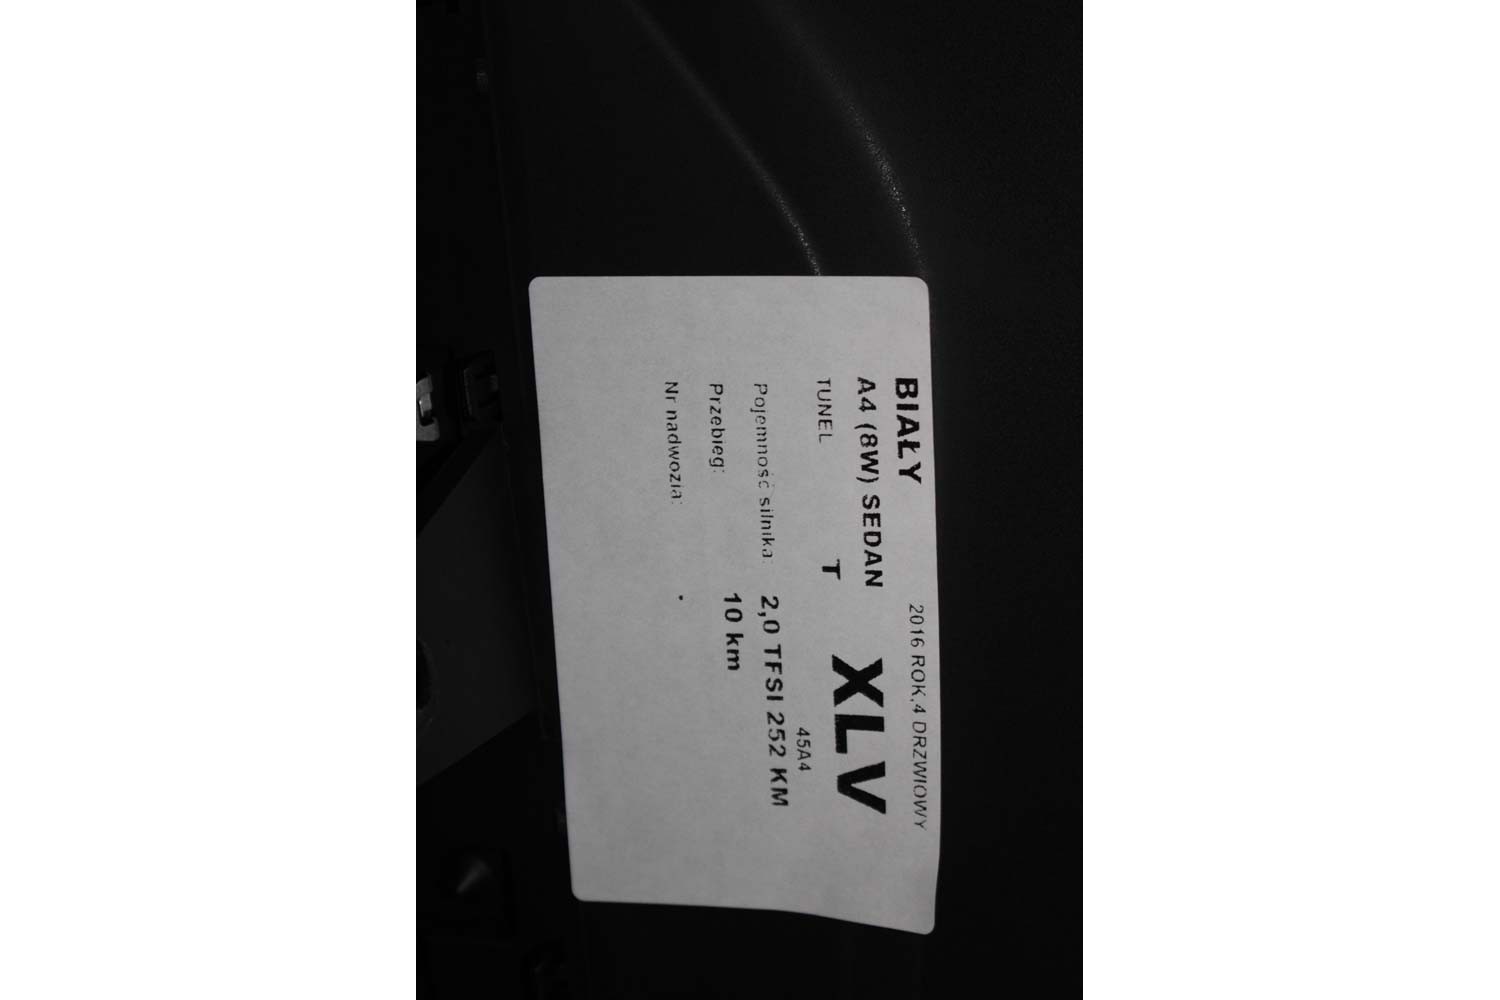 BIAŁY 2016 ROK,4 DRZWIOWY
A4 (8W) SEDAN
TUNEL T XLV
45A4
Pojemność silnika: 2,0 TFSI 252 KM
Przebieg: 10 km
Nr nadwozia: .